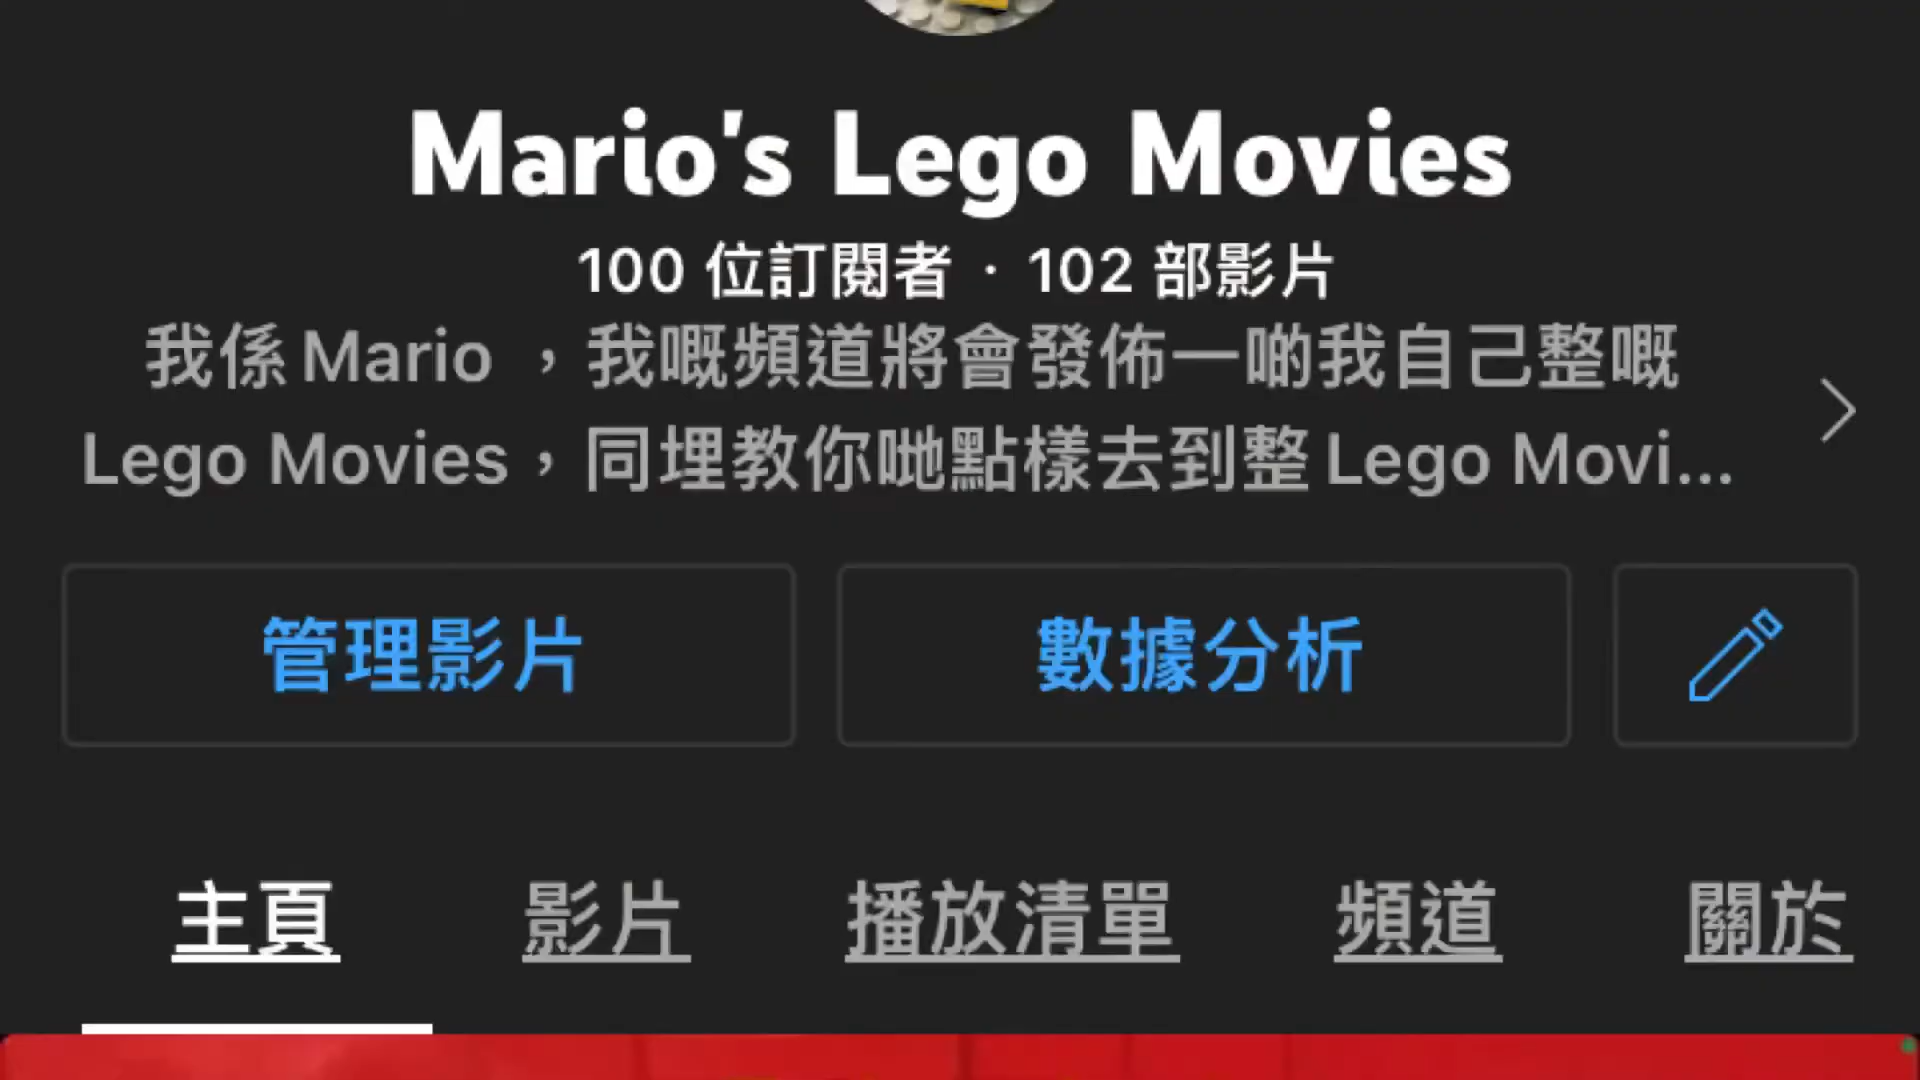 Mario's Lego Movies
100 位訂閱者 · 102 部影片
我係 Mario ，我嘅頻道將會發佈一啲我自己整嘅
Lego Movies，同埋教你哋點樣去到整 Lego Movi...
管理影片
數據分析
主頁
影片
播放清單
頻道
關於